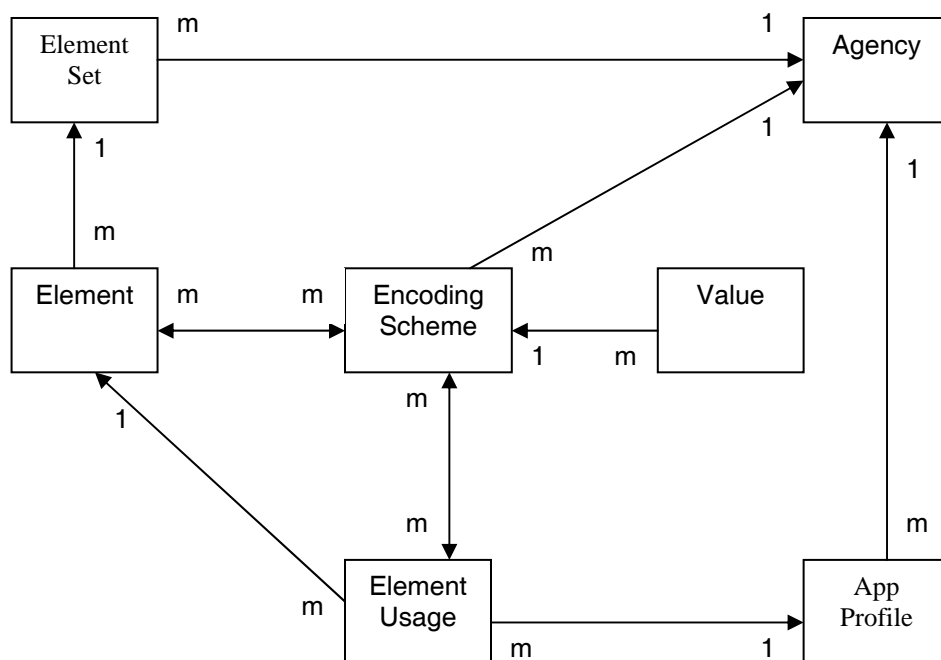 m
1
Element
Set
Agency
1
1
1
m
m
Element
m
m
Encoding
Scheme
Value
1
m
1
m
m
m
m
Element
Usage
App
Profile
m
1